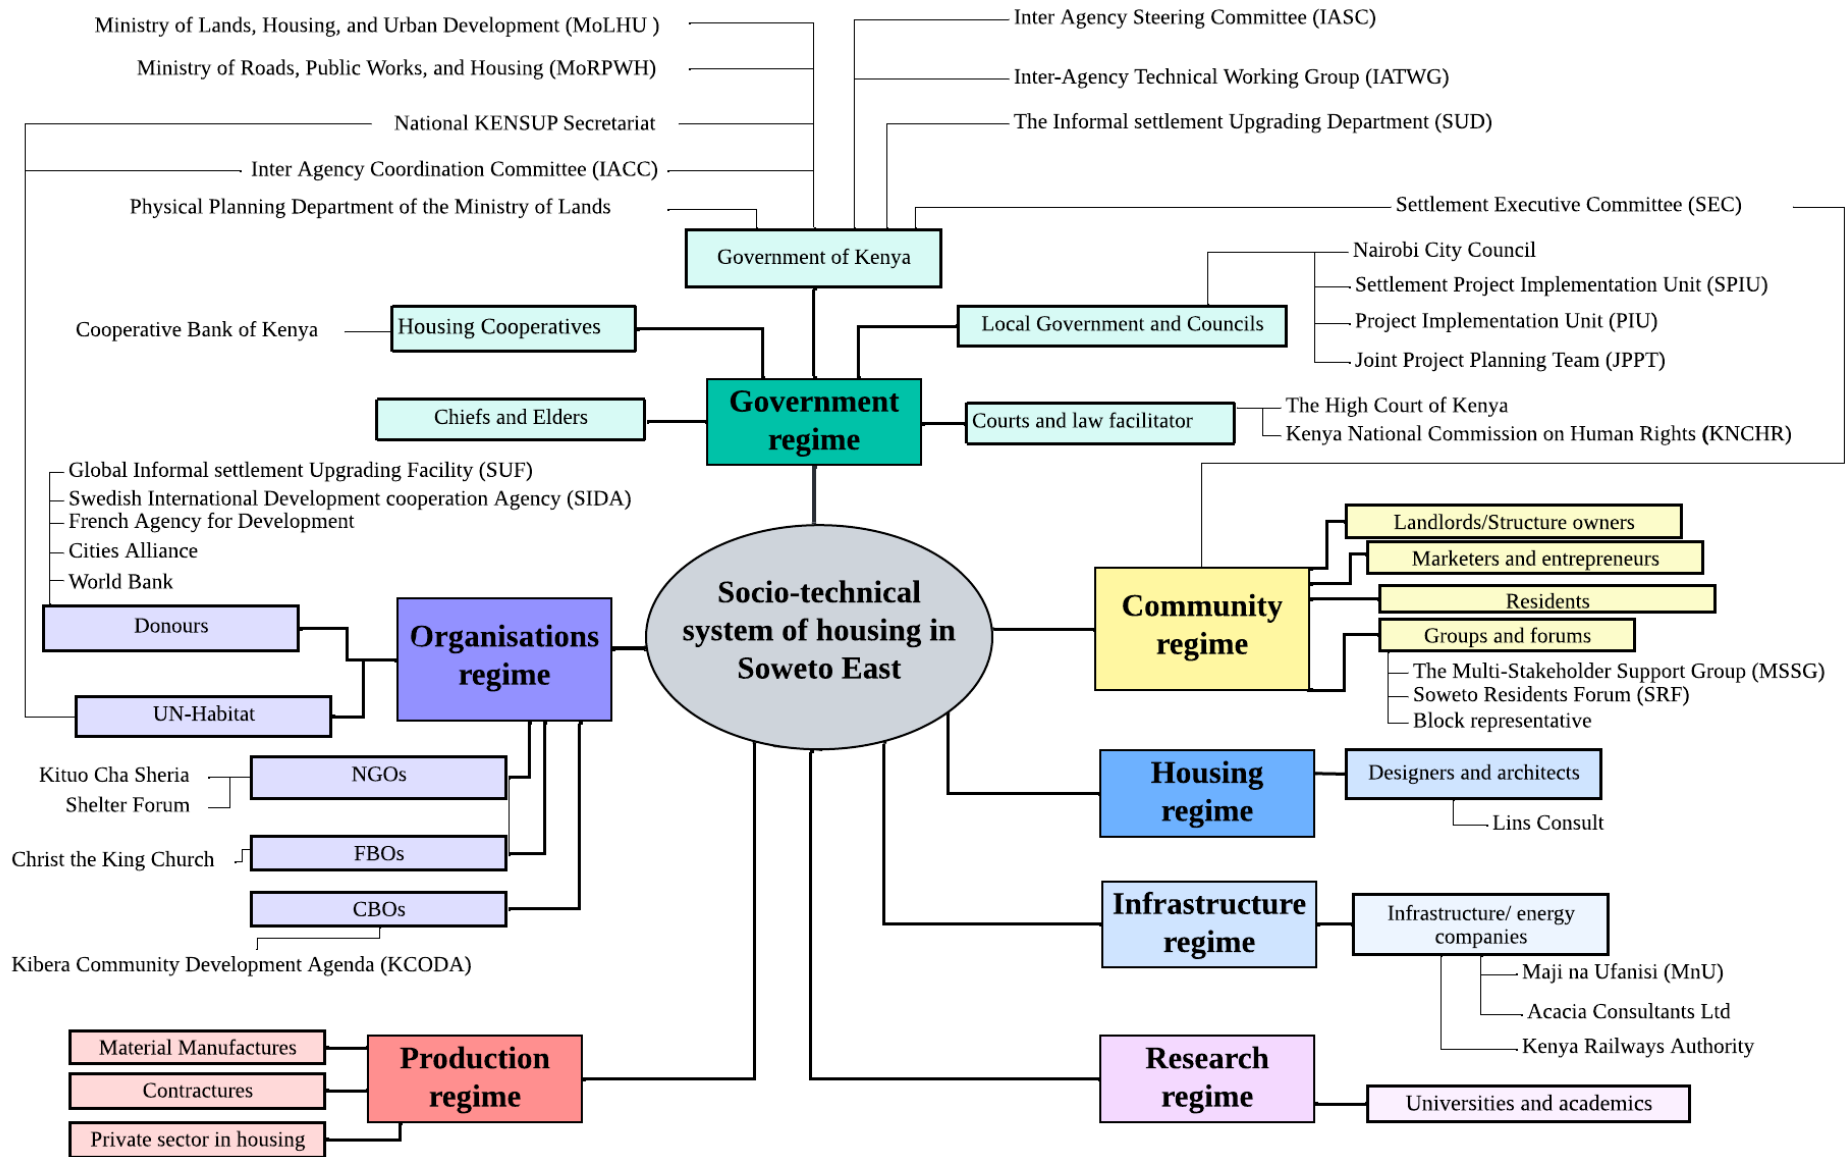 Ministry of Lands, Housing, and Urban Development (MoLHU )
Ministry of Roads, Public Works, and Housing (MoRPWH)
National KENSUP Secretariat
Inter Agency Coordination Committee (IACC)
Physical Planning Department of the Ministry of Lands
Inter Agency Steering Committee (IASC)
Inter-Agency Technical Working Group (IATWG)
The Informal settlement Upgrading Department (SUD)
Settlement Executive Committee (SEC)
Government of Kenya
Nairobi City Council
Settlement Project Implementation Unit (SPIU)
Project Implementation Unit (PIU)
Joint Project Planning Team (JPPT)
Cooperative Bank of Kenya
Housing Cooperatives
Local Government and Councils
Chiefs and Elders
Government
regime
Courts and law facilitator
The High Court of Kenya
Kenya National Commission on Human Rights (KNCHR)
Global Informal settlement Upgrading Facility (SUF)
Swedish International Development cooperation Agency (SIDA)
French Agency for Development
Cities Alliance
World Bank
Donours
UN-Habitat
Organisations
regime
Socio-technical
system of housing in
Soweto East
Community
regime
Landlords/Structure owners
Marketers and entrepreneurs
Residents
Groups and forums
The Multi-Stakeholder Support Group (MSSG)
Soweto Residents Forum (SRF)
Block representative
Kituo Cha Sheria
Shelter Forum
NGOs
Christ the King Church
FBOs
CBOs
Kibera Community Development Agenda (KCODA)
Housing
regime
Designers and architects
Lins Consult
Infrastructure
regime
Infrastructure/ energy
companies
Maji na Ufanisi (MnU)
Acacia Consultants Ltd
Kenya Railways Authority
Material Manufactures
Contractures
Private sector in housing
Production
regime
Research
regime
Universities and academics